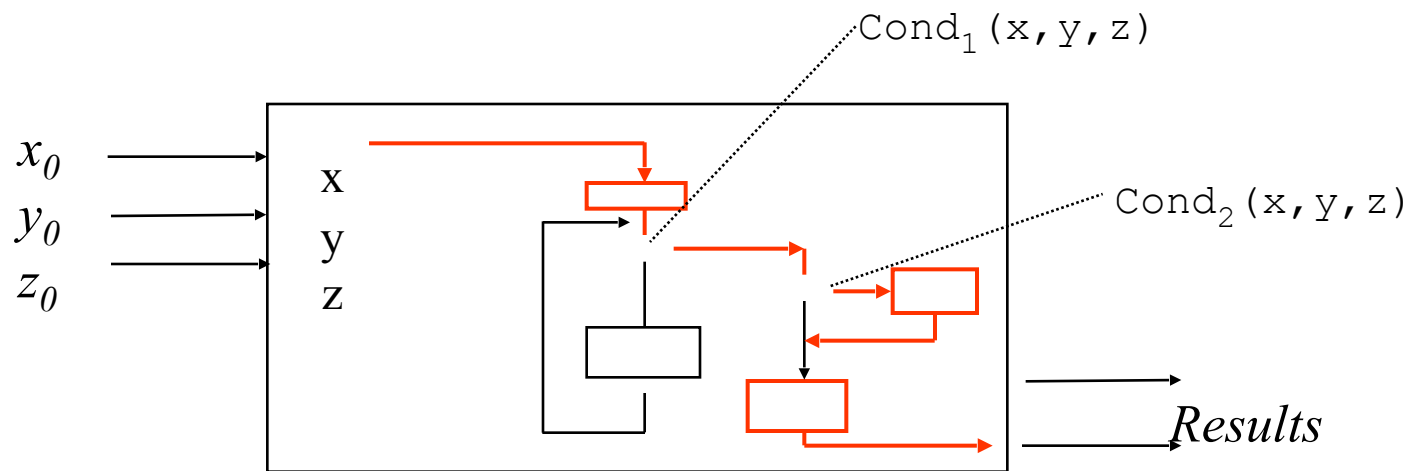 Cond₁(x,y,z)
x₀
x
Cond₂(x,y,z)
y₀
y
z₀
z
Results